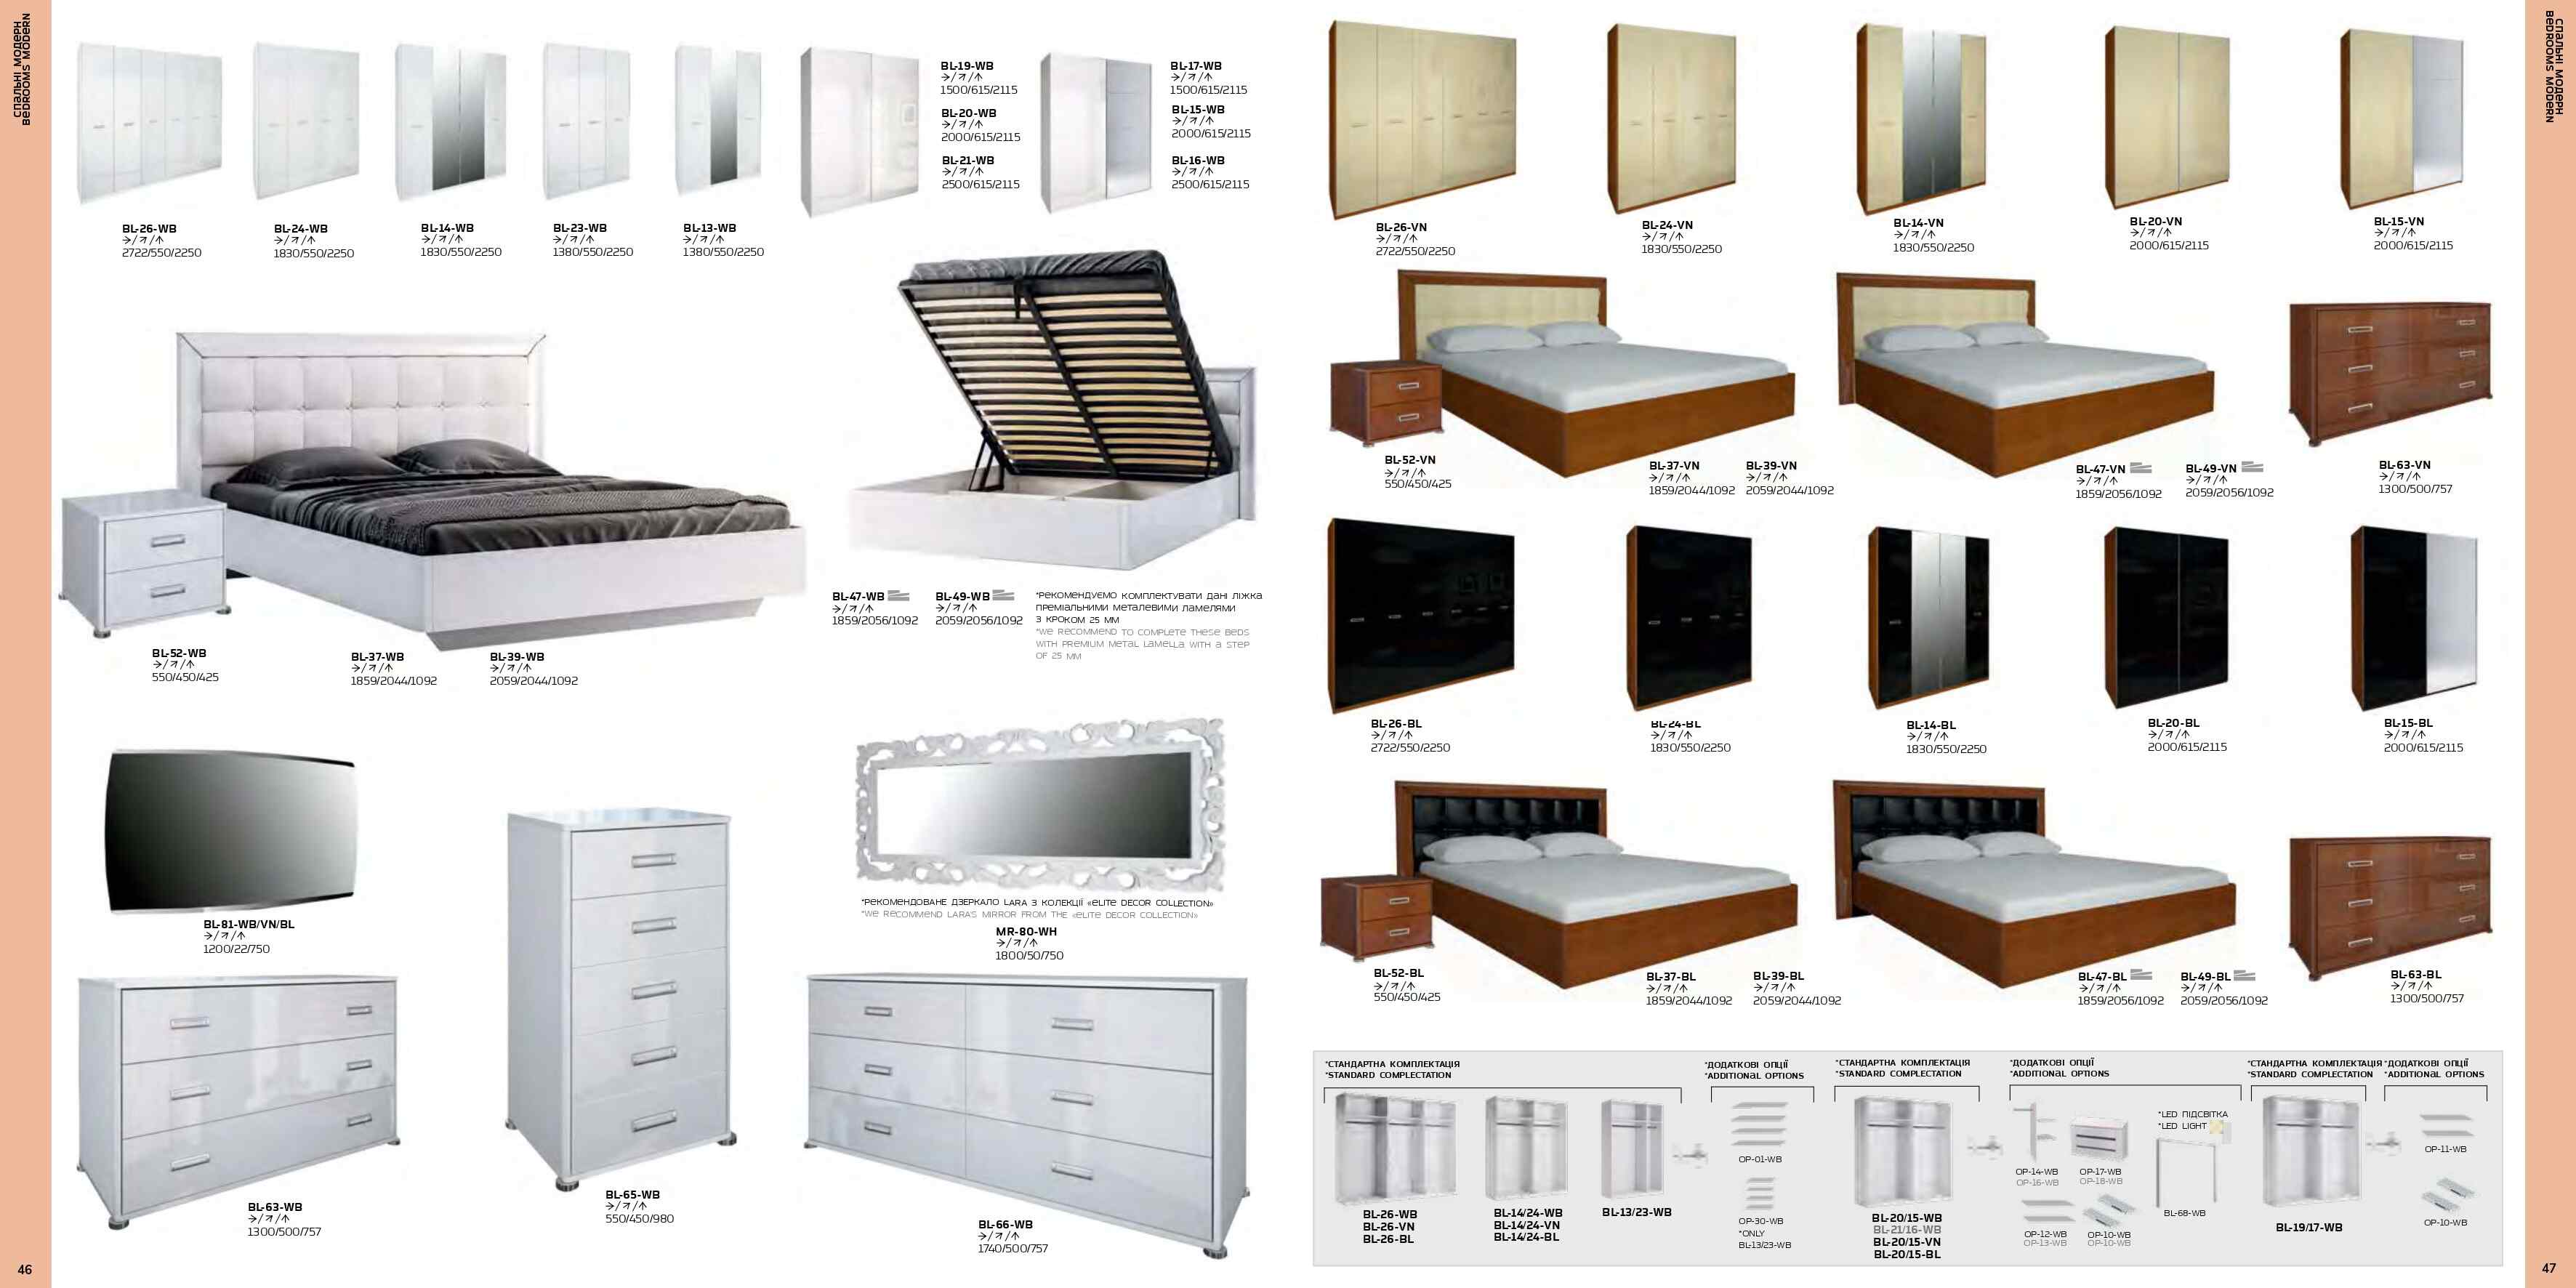 СПАЛЬНІ МОДЕРН
BEDROOMS MODERN
BL-26-WB
→/↗/↑
2722/550/2250
BL-24-WB
→/↗/↑
1830/550/2250
BL-14-WB
→/↗/↑
1830/550/2250
BL-23-WB
→/↗/↑
1380/550/2250
BL-13-WB
→/↗/↑
1380/550/2250
BL-19-WB
→/↗/↑
1500/615/2115
BL-20-WB
→/↗/↑
2000/615/2115
BL-21-WB
→/↗/↑
2500/615/2115
BL-17-WB
→/↗/↑
1500/615/2115
BL-15-WB
→/↗/↑
2000/615/2115
BL-16-WB
→/↗/↑
2500/615/2115
BL-52-WB
→/↗/↑
550/450/425
BL-37-WB
→/↗/↑
1859/2044/1092
BL-39-WB
→/↗/↑
2059/2044/1092
BL-47-WB
→/↗/↑
1859/2056/1092
BL-49-WB
→/↗/↑
2059/2056/1092
*РЕКОМЕНДУЄМО КОМПЛЕКТУВАТИ ДАНІ ЛІЖКА
ПРЕМІАЛЬНИМИ МЕТАЛЕВИМИ ЛАМЕЛЯМИ
З КРОКОМ 25 ММ
*WE RECOMMEND TO COMPLETE THESE BEDS
WITH PREMIUM METAL LAMELLA WITH A STEP
OF 25 MM
BL-81-WB/VN/BL
→/↗/↑
1200/22/750
*РЕКОМЕНДОВАНЕ ДЗЕРКАЛО LARA З КОЛЕКЦІЇ «ELITE DECOR COLLECTION»
*WE RECOMMEND LARA'S MIRROR FROM THE «ELITE DECOR COLLECTION»
MR-80-WH
→/↗/↑
1800/50/750
BL-63-WB
→/↗/↑
1300/500/757
BL-65-WB
→/↗/↑
550/450/980
BL-66-WB
→/↗/↑
1740/500/757
46
BL-26-VN
→/↗/↑
2722/550/2250
BL-24-VN
→/↗/↑
1830/550/2250
BL-14-VN
→/↗/↑
1830/550/2250
BL-20-VN
→/↗/↑
2000/615/2115
BL-15-VN
→/↗/↑
2000/615/2115
BL-52-VN
→/↗/↑
550/450/425
BL-37-VN
→/↗/↑
1859/2044/1092
BL-39-VN
→/↗/↑
2059/2044/1092
BL-47-VN
→/↗/↑
1859/2056/1092
BL-49-VN
→/↗/↑
2059/2056/1092
BL-63-VN
→/↗/↑
1300/500/757
BL-26-BL
→/↗/↑
2722/550/2250
BL-24-BL
→/↗/↑
1830/550/2250
BL-14-BL
→/↗/↑
1830/550/2250
BL-20-BL
→/↗/↑
2000/615/2115
BL-15-BL
→/↗/↑
2000/615/2115
BL-52-BL
→/↗/↑
550/450/425
BL-37-BL
→/↗/↑
1859/2044/1092
BL-39-BL
→/↗/↑
2059/2044/1092
BL-47-BL
→/↗/↑
1859/2056/1092
BL-49-BL
→/↗/↑
2059/2056/1092
BL-63-BL
→/↗/↑
1300/500/757
*СТАНДАРТНА КОМПЛЕКТАЦІЯ
*STANDARD COMPLECTATION
BL-26-WB
BL-26-VN
BL-26-BL
BL-14/24-WB
BL-14/24-VN
BL-14/24-BL
BL-13/23-WB
*ДОДАТКОВІ ОПЦІЇ
*ADDITIONAL OPTIONS
OP-01-WB
OP-30-WB
*ONLY
BL-13/23-WB
*СТАНДАРТНА КОМПЛЕКТАЦІЯ
*STANDARD COMPLECTATION
BL-20/15-WB
BL-21/16-WB
BL-20/15-VN
BL-20/15-BL
*ДОДАТКОВІ ОПЦІЇ
*ADDITIONAL OPTIONS
OP-14-WB
OP-16-WB
OP-17-WB
OP-18-WB
OP-12-WB
OP-13-WB
OP-10-WB
OP-10-WB
*LED ПІДСВІТКА
*LED LIGHT
BL-68-WB
*СТАНДАРТНА КОМПЛЕКТАЦІЯ
*STANDARD COMPLECTATION
BL-19/17-WB
*ДОДАТКОВІ ОПЦІЇ
*ADDITIONAL OPTIONS
OP-11-WB
OP-10-WB
СПАЛЬНІ МОДЕРН
BEDROOMS MODERN
47